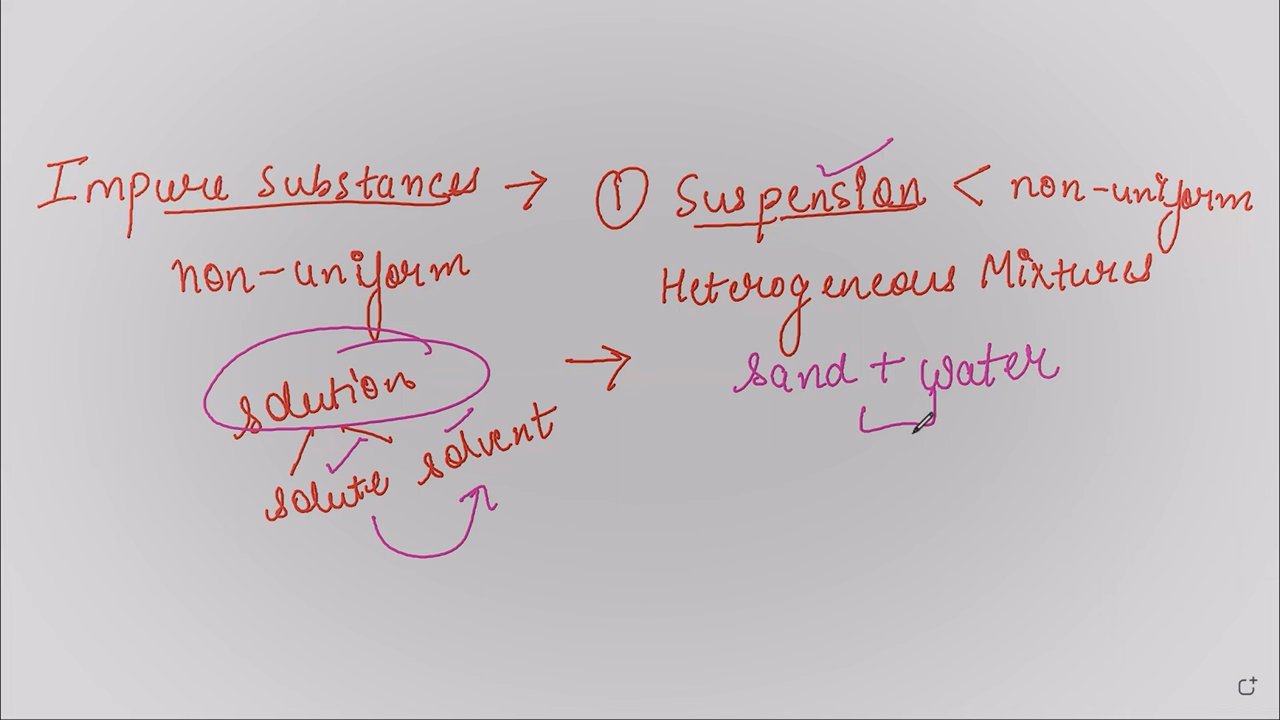 Impure Substances → ① Suspension < non-uniform
non-uniform
Heterogeneous Mixtures
solution → sand + water
solute solvent